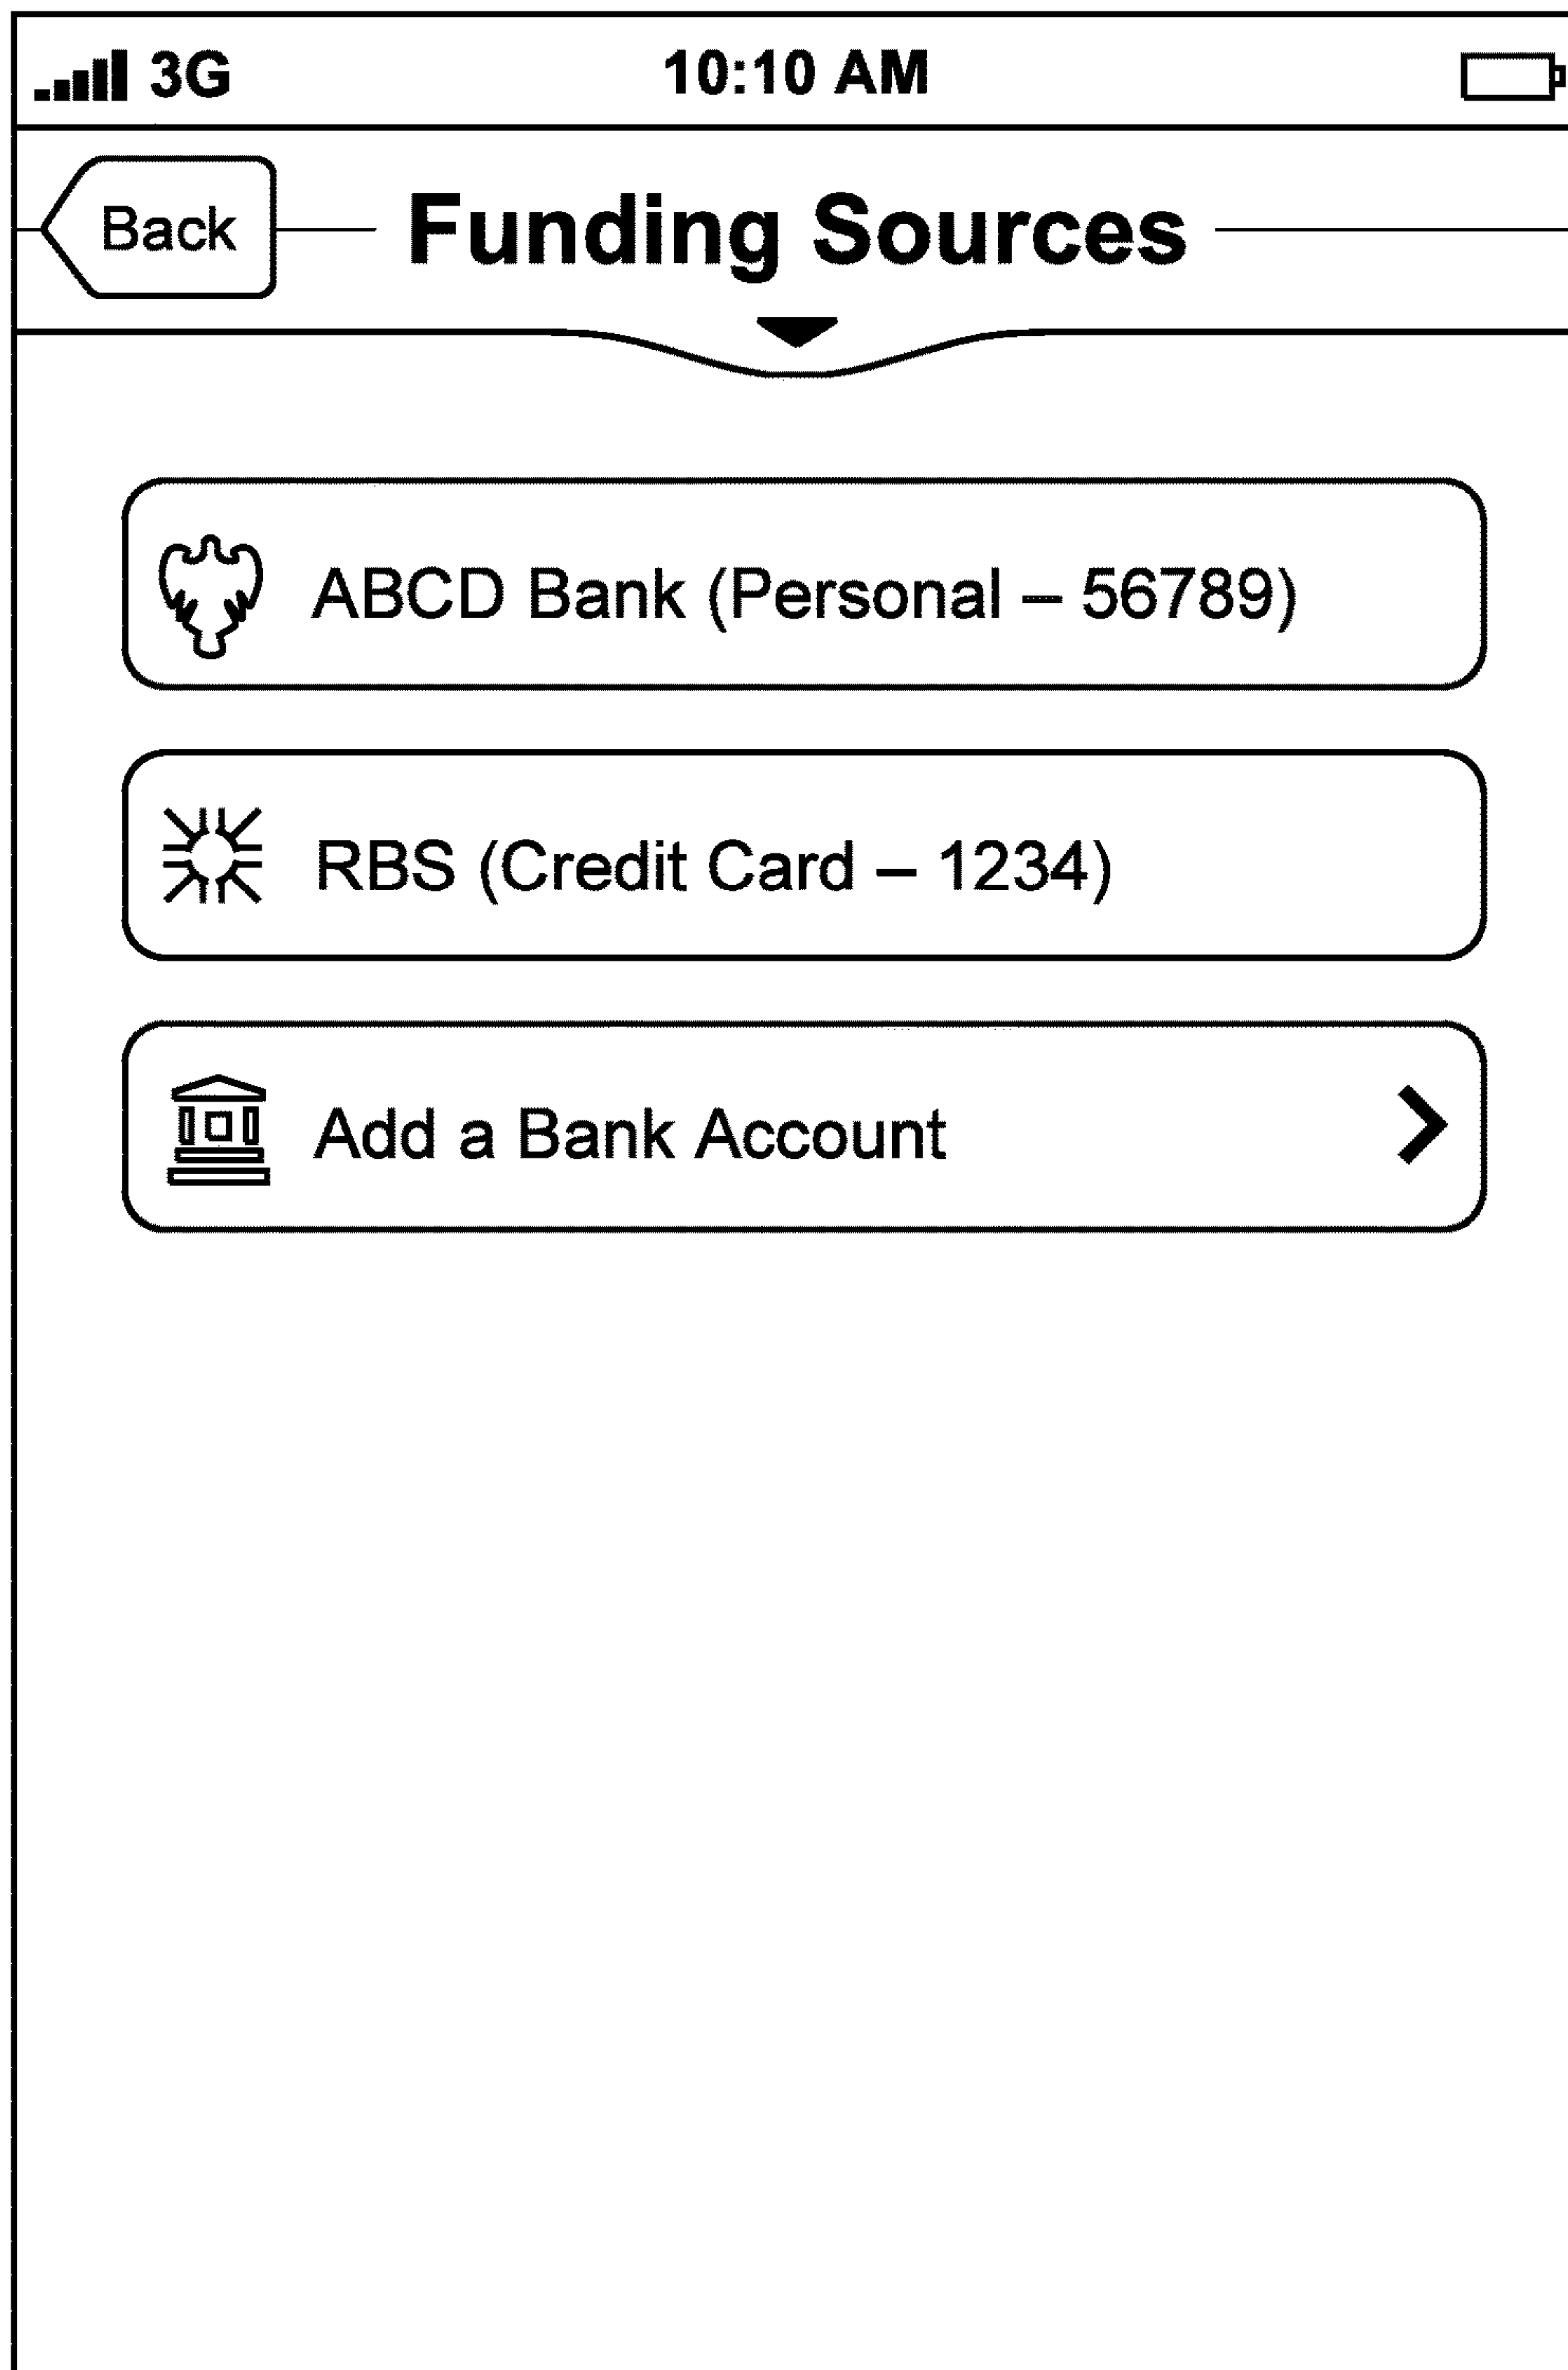 3G 10:10 AM
Back Funding Sources
ABCD Bank (Personal – 56789)
RBS (Credit Card – 1234)
Add a Bank Account